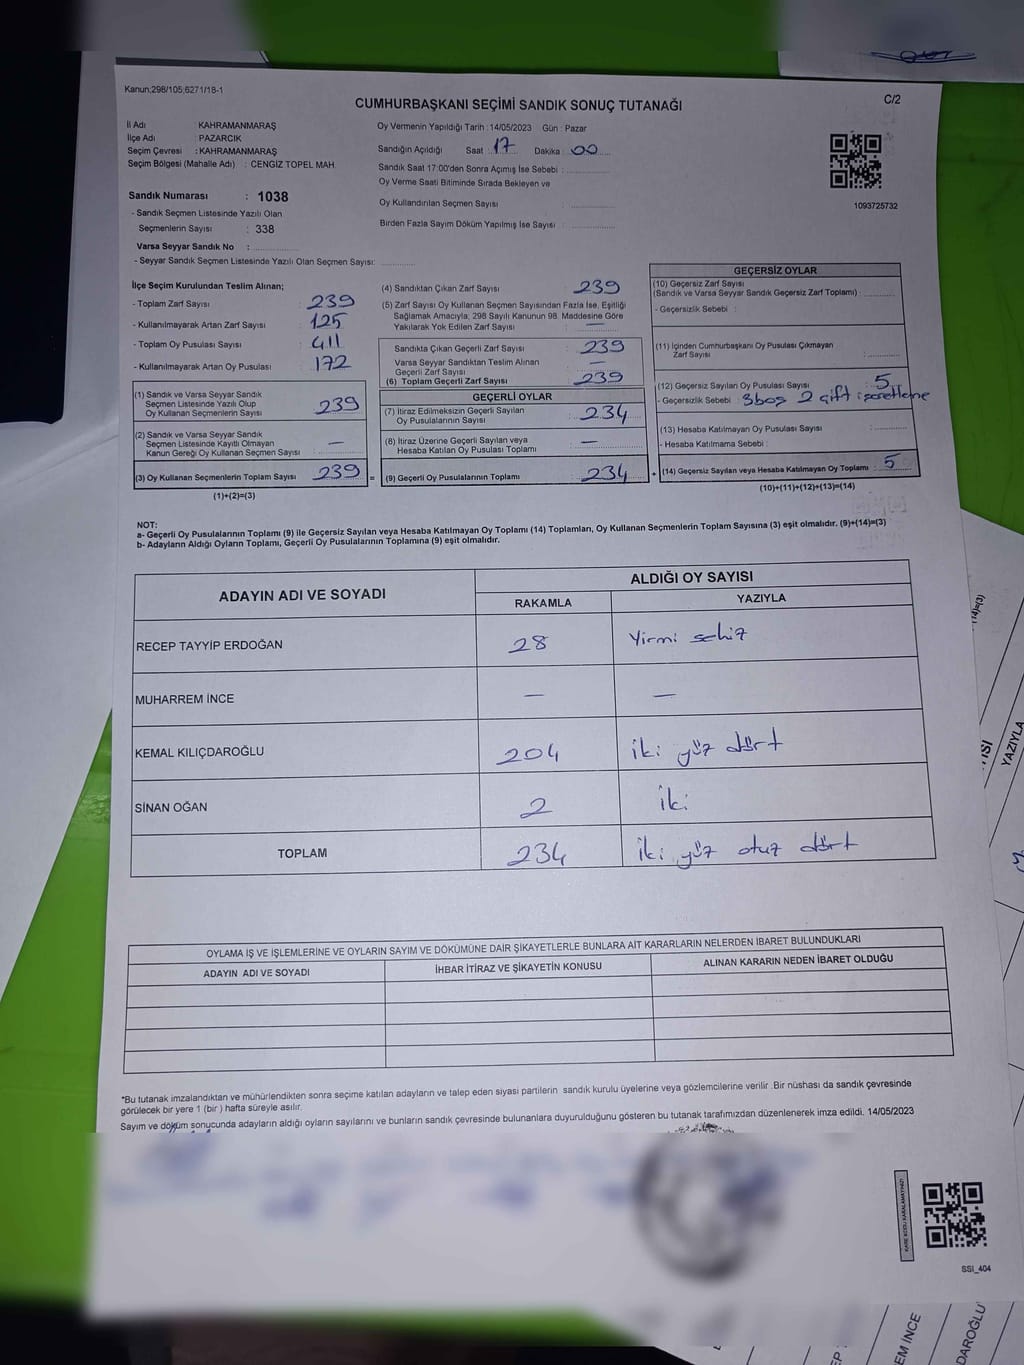 Kanun:298/105;6271/18-1
C/2
CUMHURBAŞKANI SEÇİMİ SANDIK SONUÇ TUTANAĞI
İl Adı : KAHRAMANMARAŞ
İlçe Adı : PAZARCIK
Seçim Çevresi : KAHRAMANMARAŞ
Seçim Bölgesi (Mahalle Adı) : CENGİZ TOPEL MAH.
Sandık Numarası : 1038
- Sandık Seçmen Listesinde Yazılı Olan
Seçmenlerin Sayısı : 338
Varsa Seyyar Sandık No :
- Seyyar Sandık Seçmen Listesinde Yazılı Olan Seçmen Sayısı:
Oy Vermenin Yapıldığı Tarih :14/05/2023 Gün : Pazar
Sandığın Açıldığı Saat : 17 Dakika : 00
Sandık Saat 17:00'den Sonra Açımış İse Sebebi :
Oy Verme Saati Bitiminde Sırada Bekleyen ve
Oy Kullandırılan Seçmen Sayısı :
Birden Fazla Sayım Döküm Yapılmış İse Sayısı :
1093725732
İlçe Seçim Kurulundan Teslim Alınan;
- Toplam Zarf Sayısı : 239
- Kullanılmayarak Artan Zarf Sayısı : 125
- Toplam Oy Pusulası Sayısı : 411
- Kullanılmayarak Artan Oy Pusulası : 172
(1) Sandık ve Varsa Seyyar Sandık
Seçmen Listesinde Yazılı Olup
Oy Kullanan Seçmenlerin Sayısı : 239
(2) Sandık ve Varsa Seyyar Sandık
Seçmen Listesinde Kayıtlı Olmayan
Kanun Gereği Oy Kullanan Seçmen Sayısı : —
(3) Oy Kullanan Seçmenlerin Toplam Sayısı : 239
(1)+(2)=(3)
(4) Sandıktan Çıkan Zarf Sayısı : 239
(5) Zarf Sayısı Oy Kullanan Seçmen Sayısından Fazla İse, Eşitliği
Sağlamak Amacıyla, 298 Sayılı Kanunun 98. Maddesine Göre
Yakılarak Yok Edilen Zarf Sayısı : —
Sandıkta Çıkan Geçerli Zarf Sayısı : 239
Varsa Seyyar Sandıktan Teslim Alınan
Geçerli Zarf Sayısı : —
(6) Toplam Geçerli Zarf Sayısı : 239
GEÇERLİ OYLAR
(7) İtiraz Edilmeksizin Geçerli Sayılan
Oy Pusulalarının Sayısı : 234
(8) İtiraz Üzerine Geçerli Sayılan veya
Hesaba Katılan Oy Pusulası Toplamı : —
(9) Geçerli Oy Pusulalarının Toplamı : 234
GEÇERSİZ OYLAR
(10) Geçersiz Zarf Sayısı
(Sandık ve Varsa Seyyar Sandık Geçersiz Zarf Toplamı) :
- Geçersizlik Sebebi :
(11) İçinden Cumhurbaşkanı Oy Pusulası Çıkmayan
Zarf Sayısı :
(12) Geçersiz Sayılan Oy Pusulası Sayısı : 5
- Geçersizlik Sebebi : 3boş 2 çift işaretleme
(13) Hesaba Katılmayan Oy Pusulası Sayısı :
- Hesaba Katılmama Sebebi :
(14) Geçersiz Sayılan veya Hesaba Katılmayan Oy Toplamı : 5
(10)+(11)+(12)+(13)=(14)
NOT:
a- Geçerli Oy Pusulalarının Toplamı (9) ile Geçersiz Sayılan veya Hesaba Katılmayan Oy Toplamı (14) Toplamları, Oy Kullanan Seçmenlerin Toplam Sayısına (3) eşit olmalıdır. (9)+(14)=(3)
b- Adayların Aldığı Oyların Toplamı, Geçerli Oy Pusulalarının Toplamına (9) eşit olmalıdır.
ADAYIN ADI VE SOYADI
ALDIĞI OY SAYISI
RAKAMLA YAZIYLA
RECEP TAYYİP ERDOĞAN 28 Yirmi sekiz
MUHARREM İNCE — —
KEMAL KILIÇDAROĞLU 204 iki yüz dört
SİNAN OĞAN 2 iki
TOPLAM 234 iki yüz otuz dört
OYLAMA İŞ VE İŞLEMLERİNE VE OYLARIN SAYIM VE DÖKÜMÜNE DAİR ŞİKAYETLERLE BUNLARA AİT KARARLARIN NELERDEN İBARET BULUNDUKLARI
ADAYIN ADI VE SOYADI İHBAR İTİRAZ VE ŞİKAYETİN KONUSU ALINAN KARARIN NEDEN İBARET OLDUĞU
*Bu tutanak imzalandıktan ve mühürlendikten sonra seçime katılan adayların ve talep eden siyasi partilerin sandık kurulu üyelerine veya gözlemcilerine verilir .Bir nüshası da sandık çevresinde
görülecek bir yere 1 (bir ) hafta süreyle asılır.
Sayım ve döküm sonucunda adayların aldığı oyların sayılarını ve bunların sandık çevresinde bulunanlara duyurulduğunu gösteren bu tutanak tarafımızdan düzenlenerek imza edildi. 14/05/2023
SSİ_404
(14)=(3)
YAZIYLA
EM İNCE
DAROĞLU